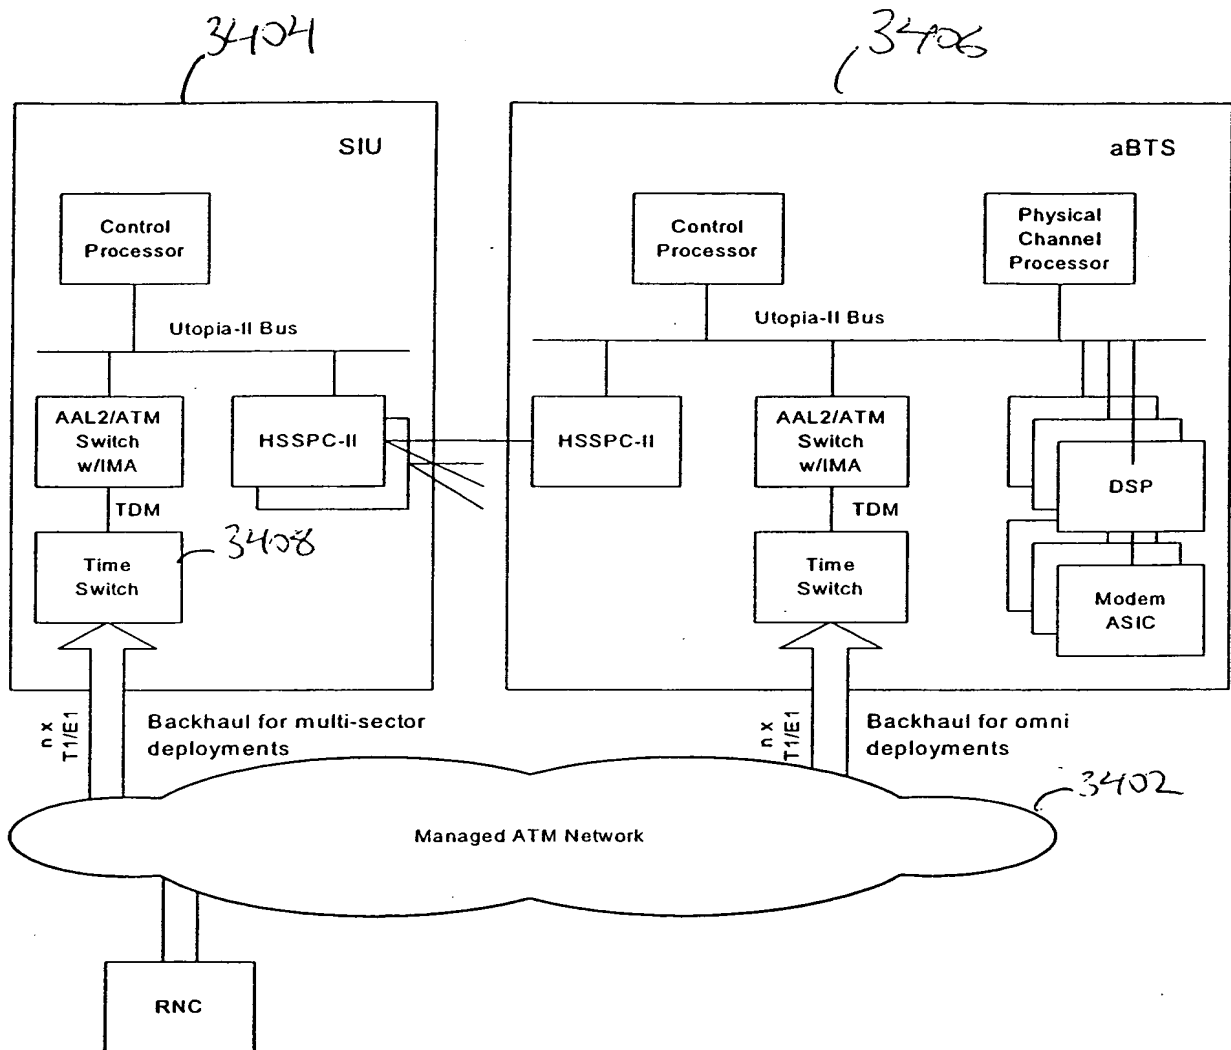 3404
3406
SIU
aBTS
Control
Processor
Control
Processor
Physical
Channel
Processor
Utopia-II Bus
Utopia-II Bus
AAL2/ATM
Switch
w/IMA
HSSPC-II
HSSPC-II
AAL2/ATM
Switch
w/IMA
DSP
TDM
TDM
3408
Time
Switch
Time
Switch
Modem
ASIC
n x
T1/E1
Backhaul for multi-sector
deployments
n x
T1/E1
Backhaul for omni
deployments
3402
Managed ATM Network
RNC